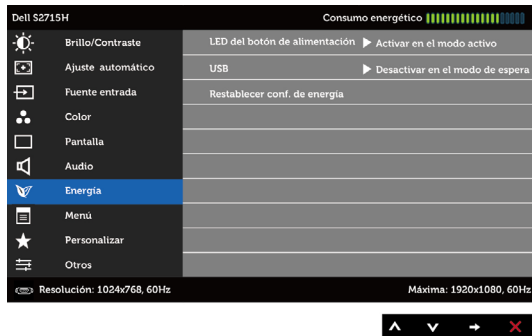 Dell S2715H Consumo energético
Brillo/Contraste LED del botón de alimentación Activar en el modo activo
Ajuste automático USB Desactivar en el modo de espera
Fuente entrada Restablecer conf. de energía
Color
Pantalla
Audio
Energía
Menú
Personalizar
Otros
Resolución: 1024x768, 60Hz Máxima: 1920x1080, 60Hz